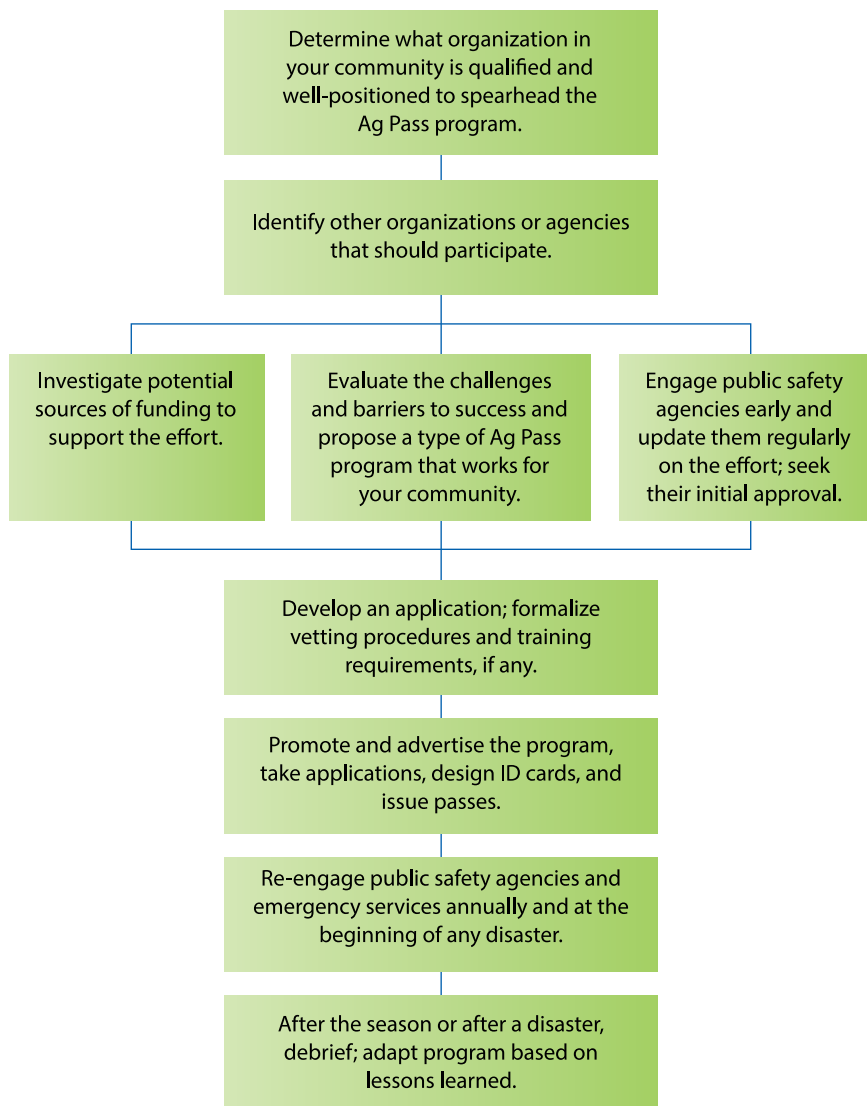 Determine what organization in
your community is qualified and
well-positioned to spearhead the
Ag Pass program.
Identify other organizations or agencies
that should participate.
Investigate potential
sources of funding to
support the effort.
Evaluate the challenges
and barriers to success and
propose a type of Ag Pass
program that works for
your community.
Engage public safety
agencies early and
update them regularly
on the effort; seek
their initial approval.
Develop an application; formalize
vetting procedures and training
requirements, if any.
Promote and advertise the program,
take applications, design ID cards, and
issue passes.
Re-engage public safety agencies and
emergency services annually and at the
beginning of any disaster.
After the season or after a disaster,
debrief; adapt program based on
lessons learned.